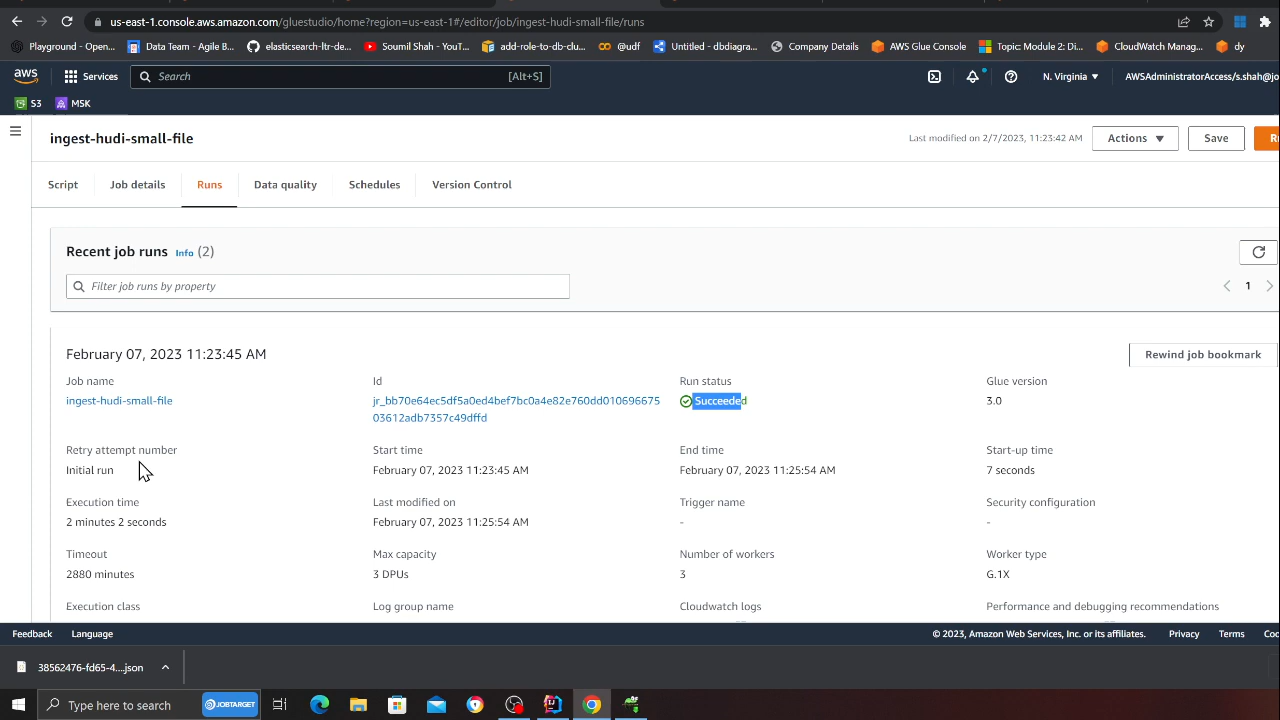 us-east-1.console.aws.amazon.com/gluestudio/home?region=us-east-1#/editor/job/ingest-hudi-small-file/runs
Playground - Open... Data Team - Agile B... elasticsearch-ltr-de... Soumil Shah - YouT... add-role-to-db-clu... @udf Untitled - dbdiagra... Company Details AWS Glue Console Topic: Module 2: Di... CloudWatch Manag... dy
aws Services Search [Alt+S] N. Virginia ▼ AWSAdministratorAccess/s.shah@jo
S3 MSK
ingest-hudi-small-file Last modified on 2/7/2023, 11:23:42 AM Actions ▼ Save R
Script Job details Runs Data quality Schedules Version Control
Recent job runs Info (2)
Filter job runs by property 1
February 07, 2023 11:23:45 AM Rewind job bookmark
Job name Id Run status Glue version
ingest-hudi-small-file jr_bb70e64ec5df5a0ed4bef7bc0a4e82e760dd010696675 Succeeded 3.0
03612adb7357c49dffd
Retry attempt number Start time End time Start-up time
Initial run February 07, 2023 11:23:45 AM February 07, 2023 11:25:54 AM 7 seconds
Execution time Last modified on Trigger name Security configuration
2 minutes 2 seconds February 07, 2023 11:25:54 AM - -
Timeout Max capacity Number of workers Worker type
2880 minutes 3 DPUs 3 G.1X
Execution class Log group name Cloudwatch logs Performance and debugging recommendations
Feedback Language © 2023, Amazon Web Services, Inc. or its affiliates. Privacy Terms Coo
38562476-fd65-4....json
Type here to search JOBTARGET